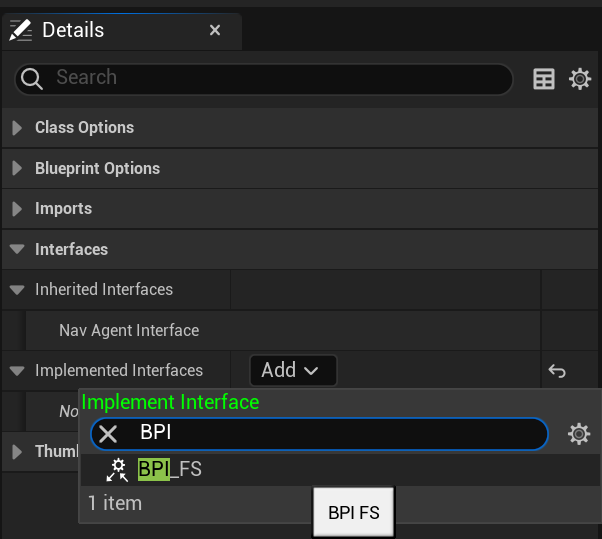 Details
Search
Class Options
Blueprint Options
Imports
Interfaces
Inherited Interfaces
Nav Agent Interface
Implemented Interfaces Add
No
Implement Interface
BPI
Thuml
BPI_FS
1 item
BPI FS